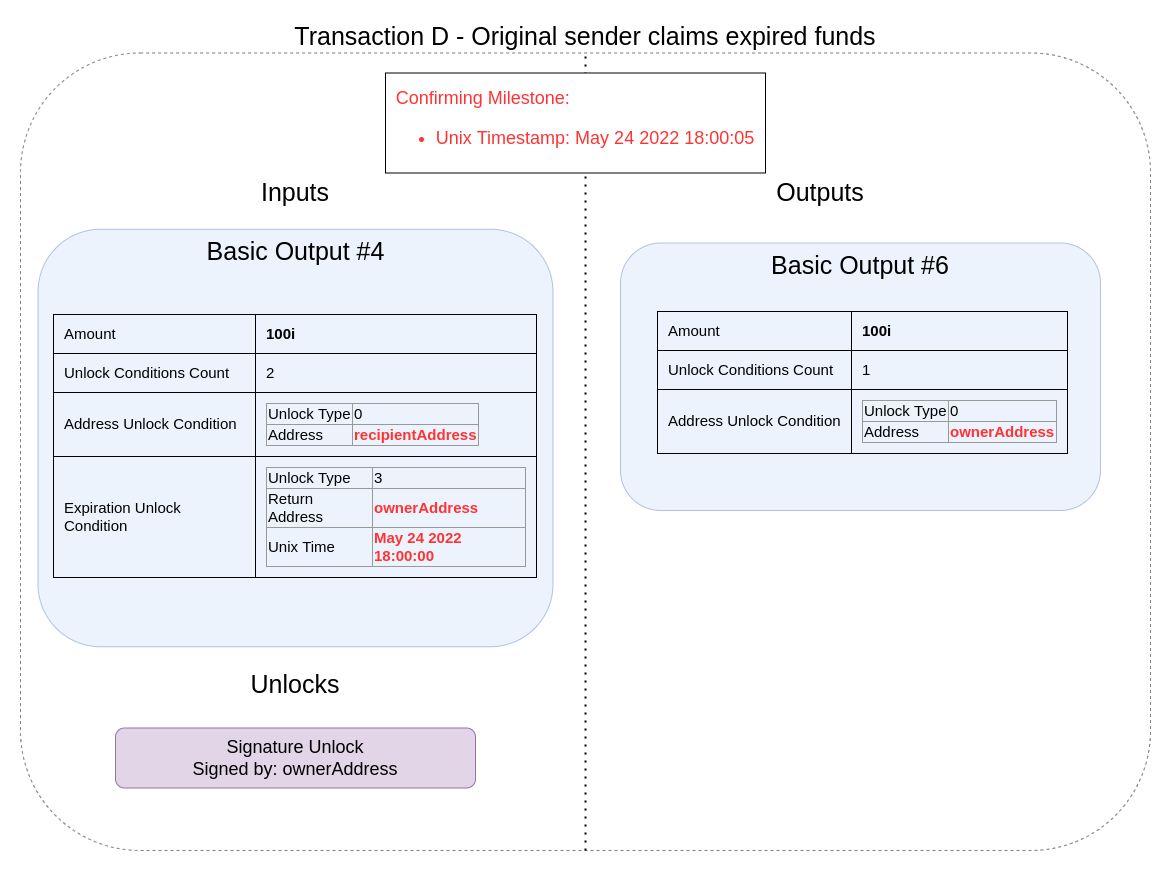 Transaction D - Original sender claims expired funds
Confirming Milestone:
• Unix Timestamp: May 24 2022 18:00:05
Inputs
Outputs
Basic Output #4
Amount 100i
Unlock Conditions Count 2
Address Unlock Condition
Unlock Type 0
Address recipientAddress
Expiration Unlock
Condition
Unlock Type 3
Return
Address
ownerAddress
Unix Time
May 24 2022
18:00:00
Basic Output #6
Amount 100i
Unlock Conditions Count 1
Address Unlock Condition
Unlock Type 0
Address ownerAddress
Unlocks
Signature Unlock
Signed by: ownerAddress